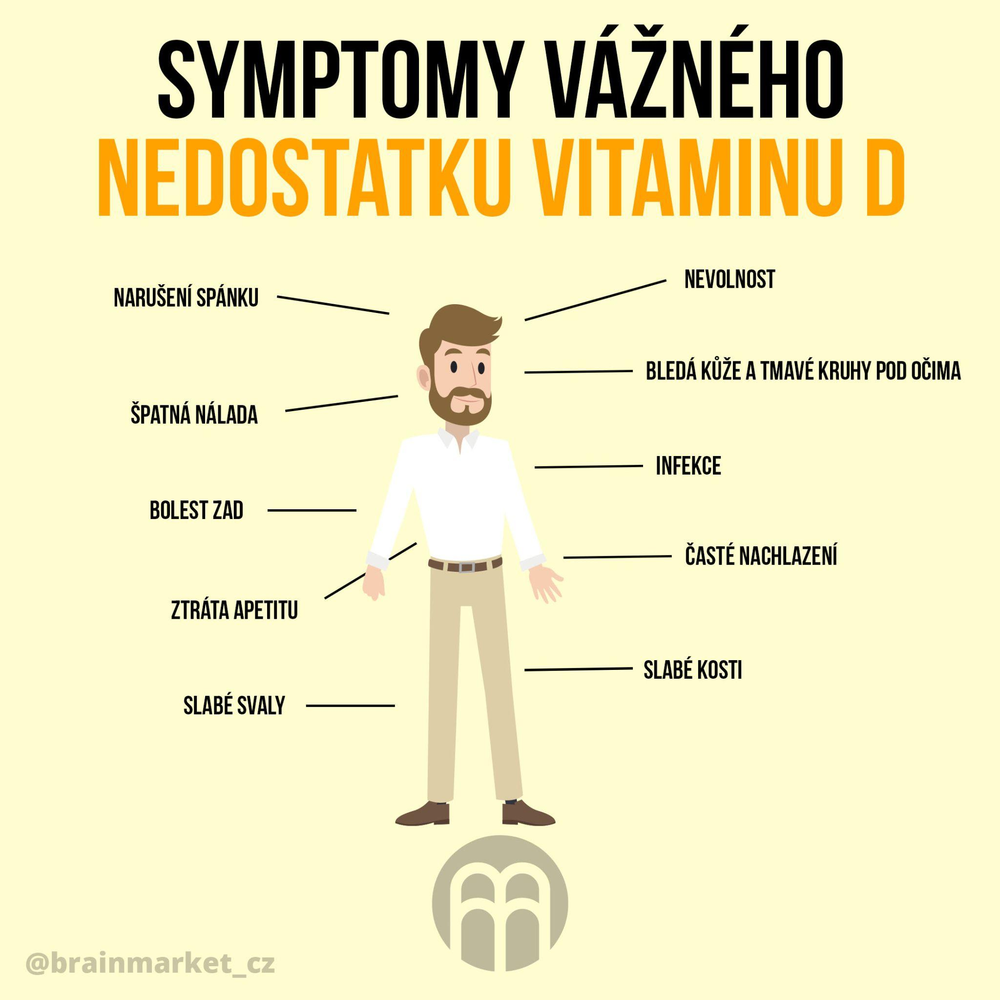 SYMPTOMY VÁŽNÉHO
NEDOSTATKU VITAMINU D
NARUŠENÍ SPÁNKU
NEVOLNOST
BLEDÁ KŮŽE A TMAVÉ KRUHY POD OČIMA
ŠPATNÁ NÁLADA
INFEKCE
BOLEST ZAD
ČASTÉ NACHLAZENÍ
ZTRÁTA APETITU
SLABÉ KOSTI
SLABÉ SVALY
@brainmarket_cz